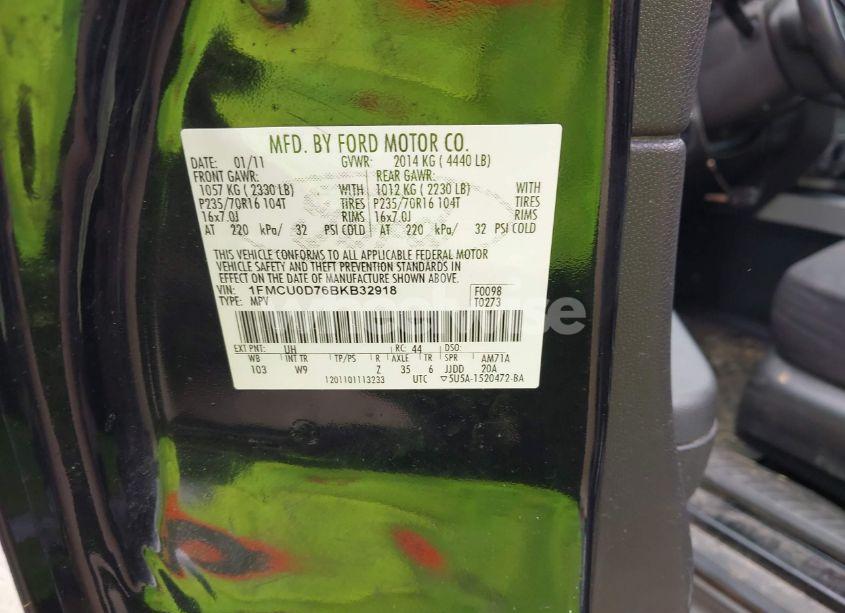 MFD. BY FORD MOTOR CO.
DATE: 01/11 GVWR: 2014 KG ( 4440 LB)
FRONT GAWR: REAR GAWR:
1057 KG ( 2330 LB) WITH 1012 KG ( 2230 LB) WITH
P235/70R16 104T TIRES P235/70R16 104T TIRES
16x7.0J RIMS 16x7.0J RIMS
AT 220 kPa/ 32 PSI COLD AT 220 kPa/ 32 PSI COLD
THIS VEHICLE CONFORMS TO ALL APPLICABLE FEDERAL MOTOR
VEHICLE SAFETY AND THEFT PREVENTION STANDARDS IN
EFFECT ON THE DATE OF MANUFACTURE SHOWN ABOVE.
VIN: 1FMCU0D76BKB32918 F0098
TYPE: MPV T0273
EXT PNT: UH RC: 44 DSO:
WB INT TR TP/PS R AXLE TR SPR AM71A
103 W9 Z 35 6 JJDD 20A
1201101113233 UTC ▽5U5A-1520472-BA